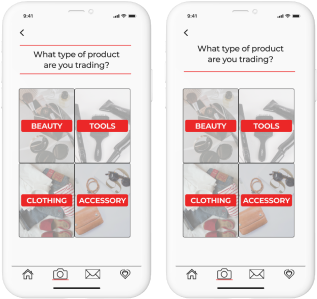 9:41
What type of product
are you trading?
BEAUTY TOOLS
CLOTHING ACCESSORY
9:41
What type of product
are you trading?
BEAUTY TOOLS
CLOTHING ACCESSORY